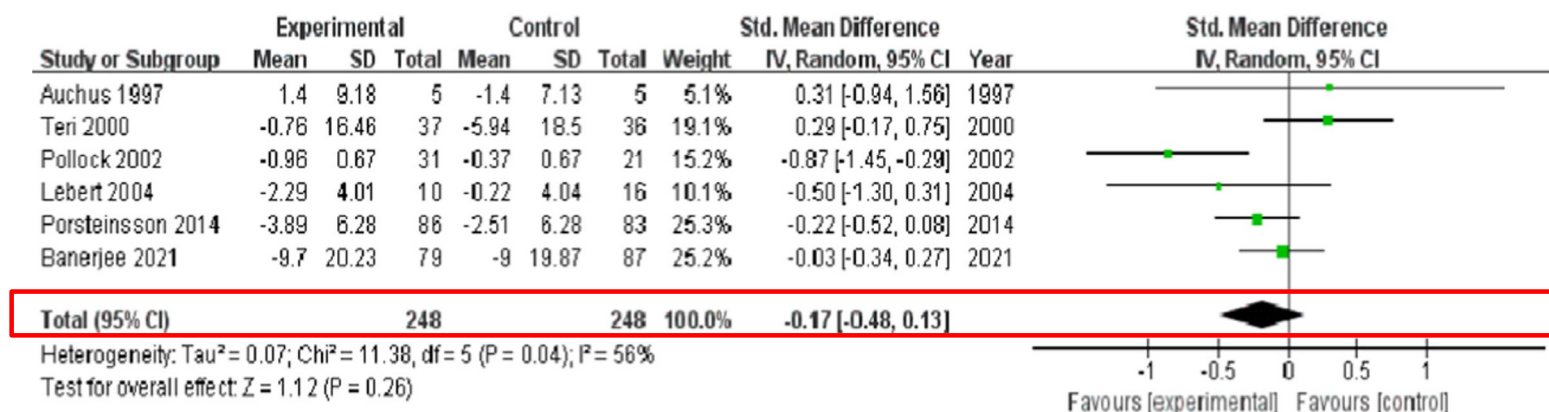 Experimental Control Std. Mean Difference Std. Mean Difference
Study or Subgroup Mean SD Total Mean SD Total Weight IV, Random, 95% CI Year IV, Random, 95% CI
Auchus 1997 1.4 9.18 5 -1.4 7.13 5 5.1% 0.31 [-0.94, 1.56] 1997
Teri 2000 -0.76 16.46 37 -5.94 18.5 36 19.1% 0.29 [-0.17, 0.75] 2000
Pollock 2002 -0.96 0.67 31 -0.37 0.67 21 15.2% -0.87 [-1.45, -0.29] 2002
Lebert 2004 -2.29 4.01 10 -0.22 4.04 16 10.1% -0.50 [-1.30, 0.31] 2004
Porsteinsson 2014 -3.89 6.28 86 -2.51 6.28 83 25.3% -0.22 [-0.52, 0.08] 2014
Banerjee 2021 -9.7 20.23 79 -9 19.87 87 25.2% -0.03 [-0.34, 0.27] 2021
Total (95% CI) 248 248 100.0% -0.17 [-0.48, 0.13]
Heterogeneity: Tau² = 0.07; Chi² = 11.38, df = 5 (P = 0.04); I² = 56%
-1 -0.5 0 0.5 1
Test for overall effect: Z = 1.12 (P = 0.26)
Favours [experimental] Favours [control]